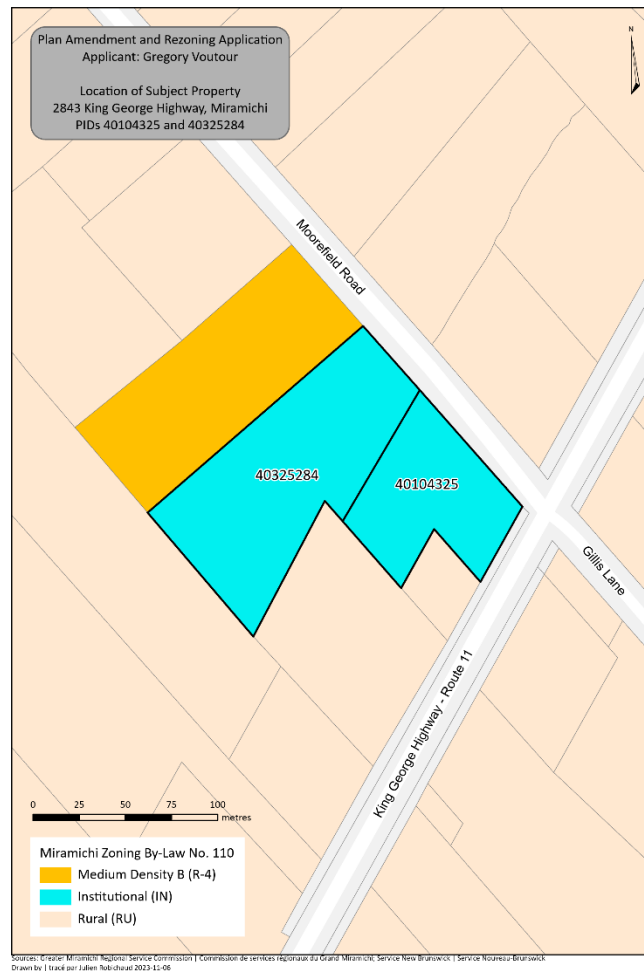 Plan Amendment and Rezoning Application
Applicant: Gregory Voutour
Location of Subject Property
2843 King George Highway, Miramichi
PIDs 40104325 and 40325284
N
Moorefield Road
40325284
40104325
Gillis Lane
King George Highway - Route 11
0 25 50 75 100
metres
Miramichi Zoning By-Law No. 110
Medium Density B (R-4)
Institutional (IN)
Rural (RU)
Sources: Greater Miramichi Regional Service Commission | Commission de services régionaux du Grand Miramichi; Service New Brunswick | Service Nouveau-Brunswick
Drawn by | tracé par Julien Robichaud 2023-11-06